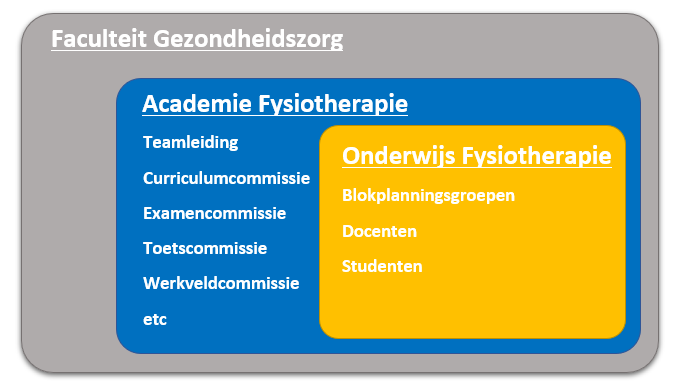 Faculteit Gezondheidszorg
Academie Fysiotherapie
Teamleiding
Curriculumcommissie
Examencommissie
Toetscommissie
Werkveldcommissie
etc
Onderwijs Fysiotherapie
Blokplanningsgroepen
Docenten
Studenten